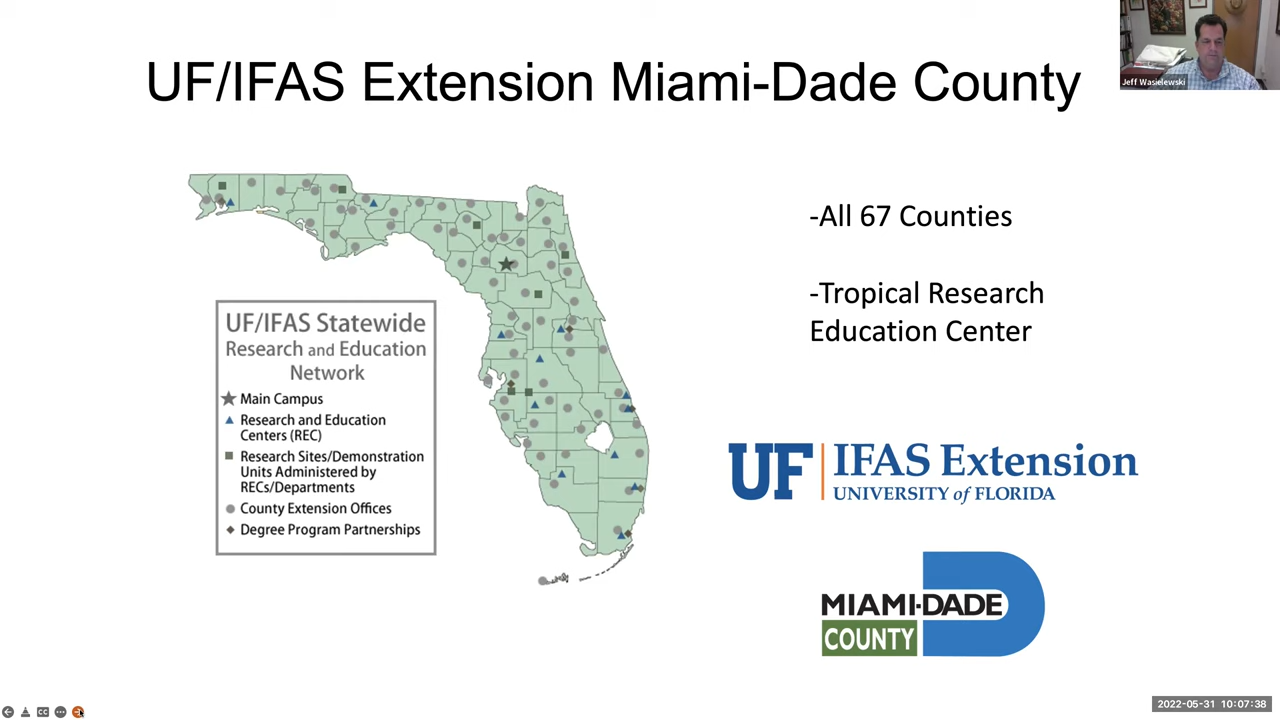 UF/IFAS Extension Miami-Dade County
Jeff Wasielewski
-All 67 Counties
-Tropical Research
Education Center
UF/IFAS Statewide
Research and Education
Network
Main Campus
Research and Education
Centers (REC)
Research Sites/Demonstration
Units Administered by
RECs/Departments
County Extension Offices
Degree Program Partnerships
UF IFAS Extension
UNIVERSITY of FLORIDA
MIAMI-DADE
COUNTY
CC
2022-05-31 10:07:38